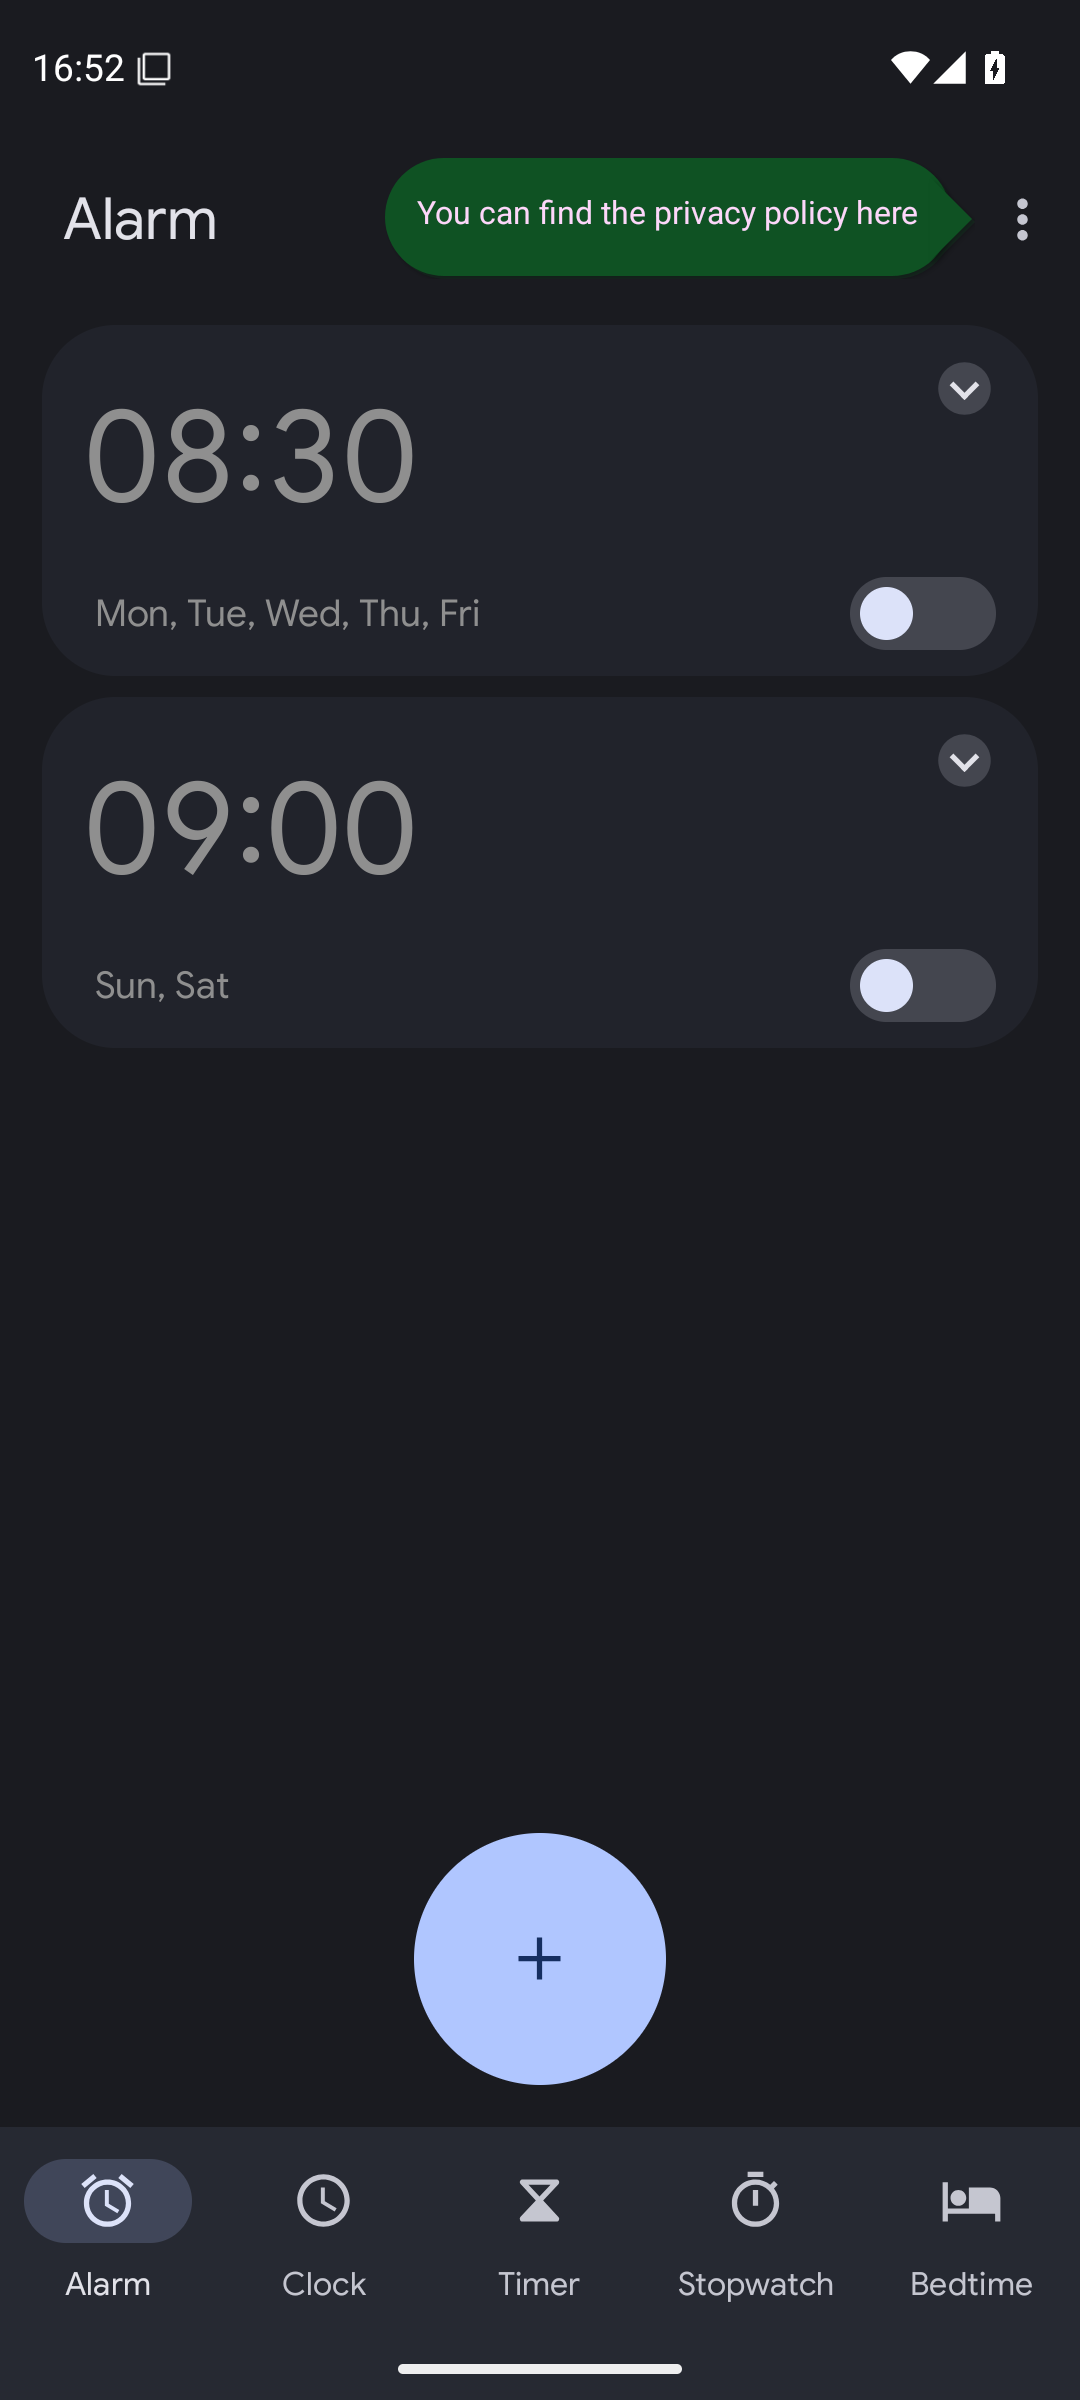 16:52
Alarm
You can find the privacy policy here
08:30
Mon, Tue, Wed, Thu, Fri
09:00
Sun, Sat
Alarm
Clock
Timer
Stopwatch
Bedtime